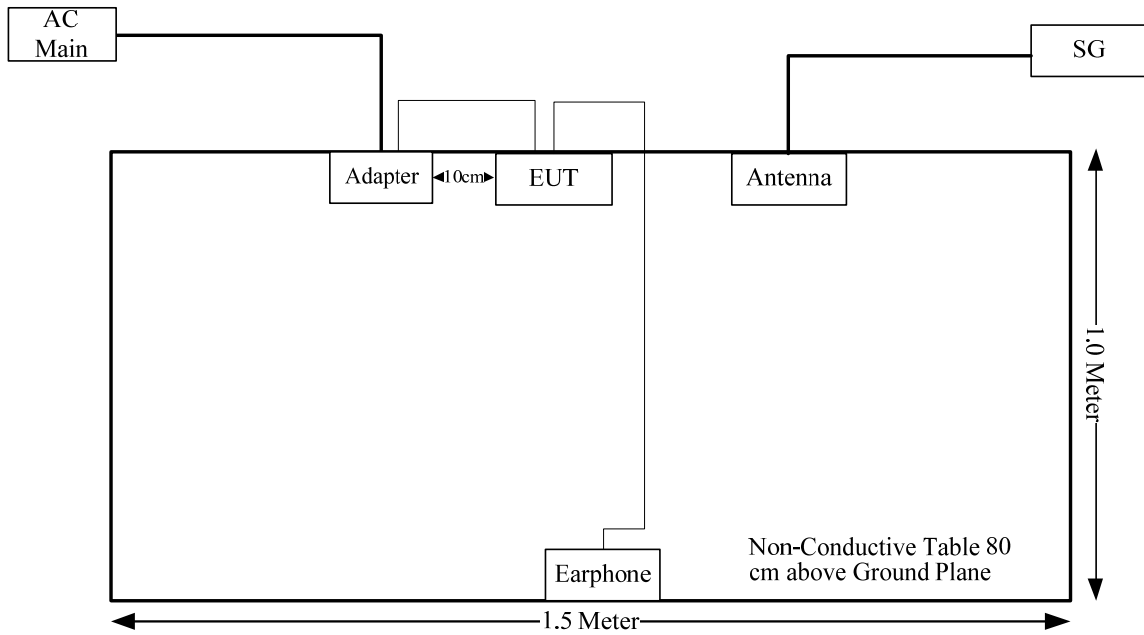 AC
Main
SG
Adapter
10cm
EUT
Antenna
1.0 Meter
Non-Conductive Table 80
cm above Ground Plane
Earphone
1.5 Meter